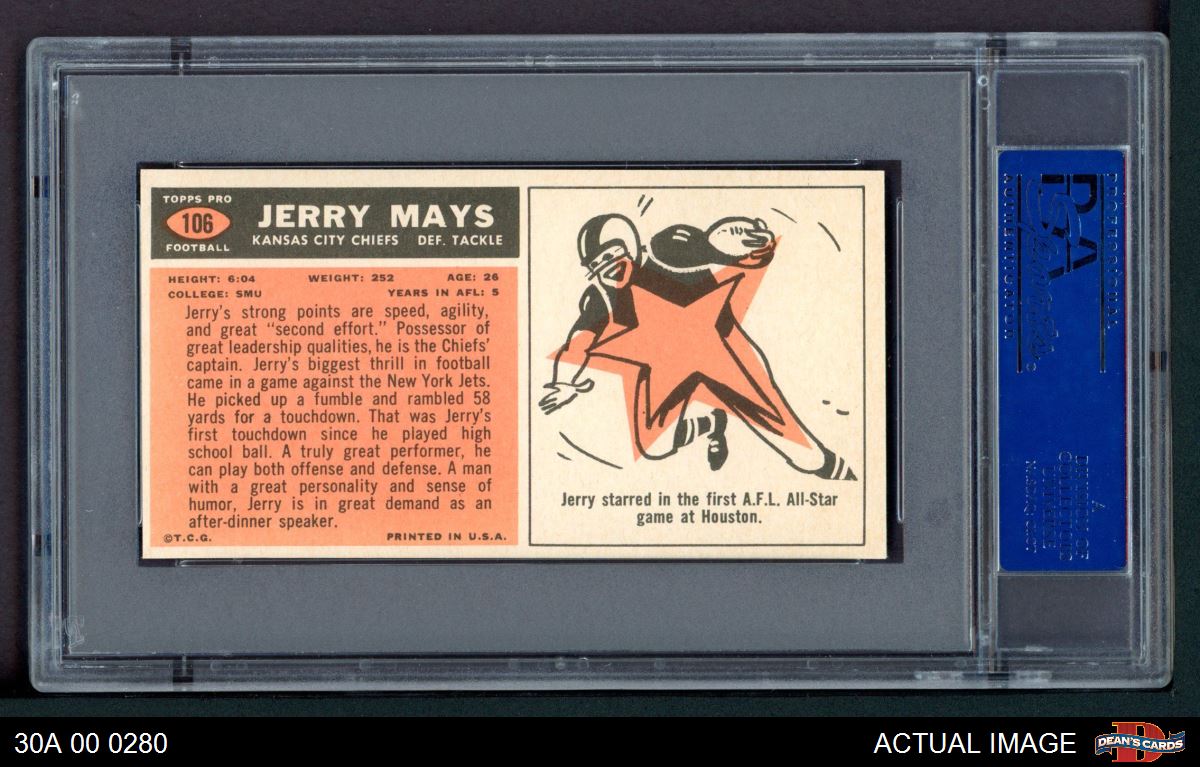 TOPPS PRO
106
FOOTBALL
JERRY MAYS
KANSAS CITY CHIEFS DEF. TACKLE
HEIGHT: 6:04 WEIGHT: 252 AGE: 26
COLLEGE: SMU YEARS IN AFL: 5
Jerry's strong points are speed, agility,
and great "second effort." Possessor of
great leadership qualities, he is the Chiefs'
captain. Jerry's biggest thrill in football
came in a game against the New York Jets.
He picked up a fumble and rambled 58
yards for a touchdown. That was Jerry's
first touchdown since he played high
school ball. A truly great performer, he
can play both offense and defense. A man
with a great personality and sense of
humor, Jerry is in great demand as an
after-dinner speaker.
©T.C.G. PRINTED IN U.S.A.
Jerry starred in the first A.F.L. All-Star
game at Houston.
PSA
PROFESSIONAL
A
DIVISION OF
COLLECTORS
UNIVERSE
30A 00 0280
ACTUAL IMAGE
DEAN'S CARDS